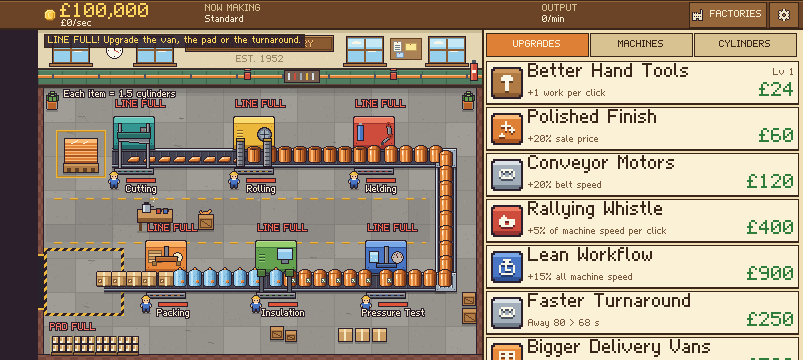 £100,000
£0/sec
NOW MAKING
Standard
OUTPUT
0/min
FACTORIES
LINE FULL! Upgrade the van, the pad or the turnaround.
EST. 1952
Each item = 1.5 cylinders
LINE FULL
LINE FULL
LINE FULL
Cutting
Rolling
Welding
LINE FULL
LINE FULL
LINE FULL
Packing
Insulation
Pressure Test
PAD FULL
UPGRADES
MACHINES
CYLINDERS
Better Hand Tools
Lv 1
+1 work per click
£24
Polished Finish
+20% sale price
£60
Conveyor Motors
+20% belt speed
£120
Rallying Whistle
+5% of machine speed per click
£400
Lean Workflow
+15% all machine speed
£900
Faster Turnaround
Away 80 > 68 s
£250
Bigger Delivery Vans